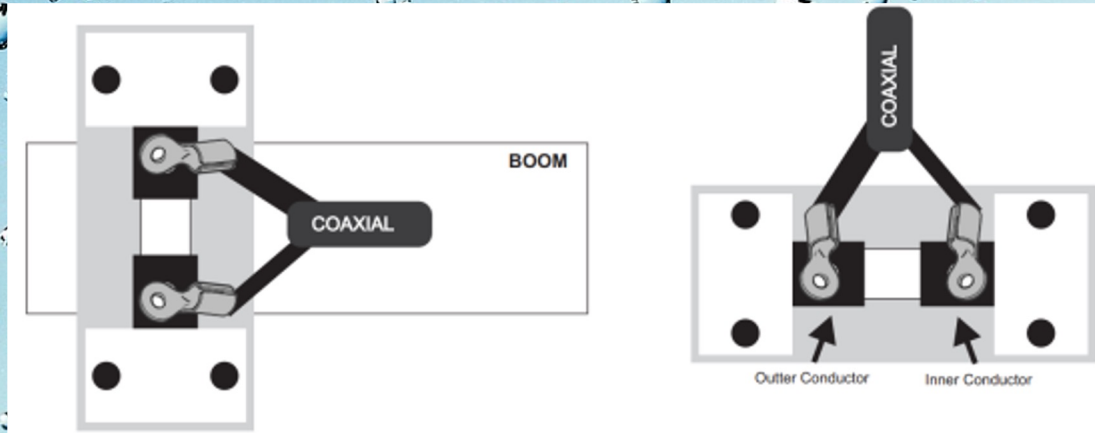 BOOM
COAXIAL
COAXIAL
Outter Conductor
Inner Conductor